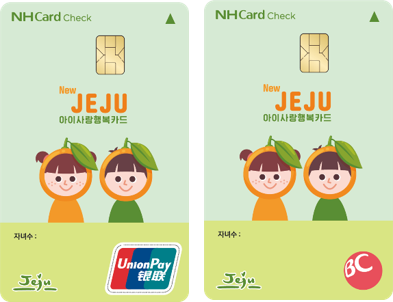 NHCard Check
New
JEJU
아이사랑행복카드
자녀수 :
Jeju
UnionPay
银联
NHCard Check
New
JEJU
아이사랑행복카드
자녀수 :
Jeju
BC